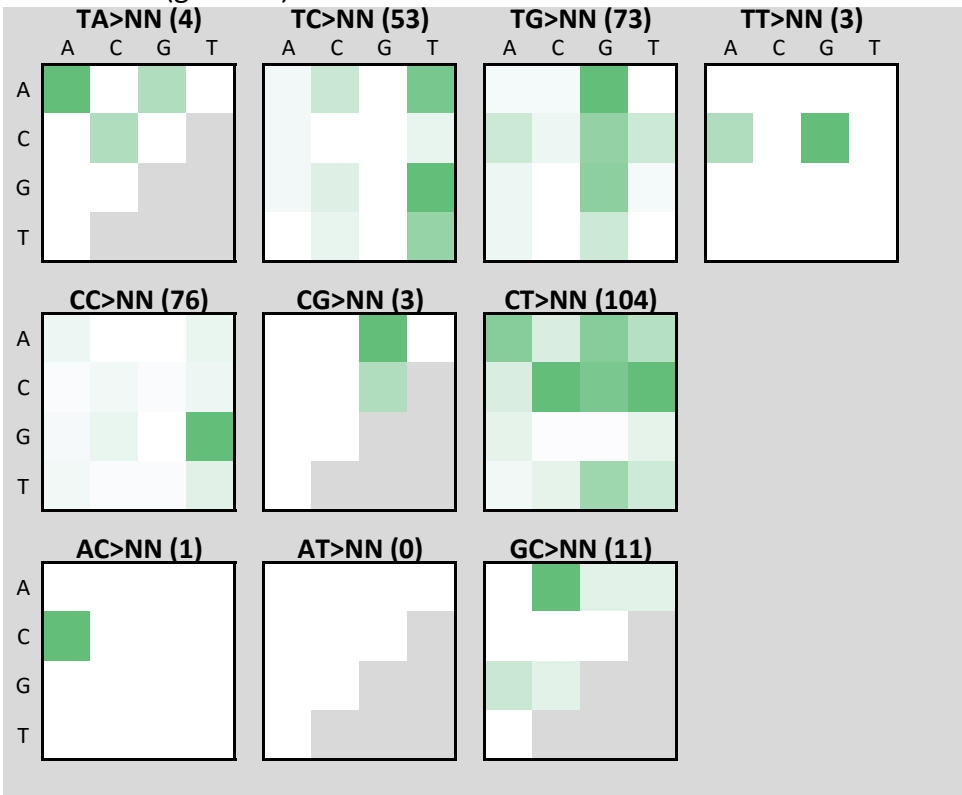 TA>NN (4) TC>NN (53) TG>NN (73) TT>NN (3)
A C G T A C G T A C G T A C G T
A
C
G
T
CC>NN (76) CG>NN (3) CT>NN (104)
A
C
G
T
AC>NN (1) AT>NN (0) GC>NN (11)
A
C
G
T